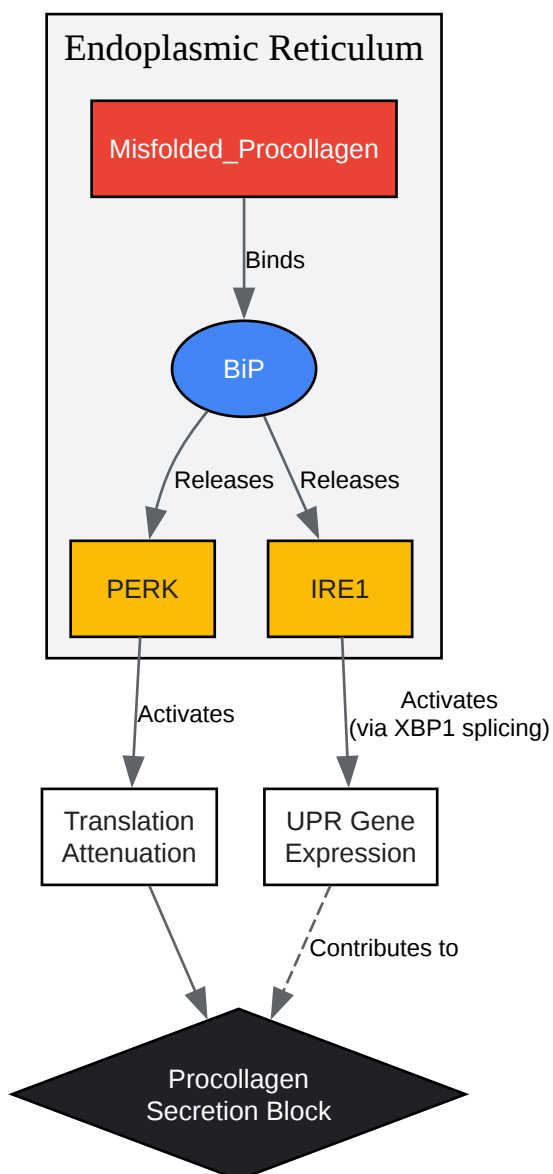 Endoplasmic Reticulum
Misfolded_Procollagen
Binds
BiP
Releases
Releases
PERK
IRE1
Activates
Activates
(via XBP1 splicing)
Translation
Attenuation
UPR Gene
Expression
Contributes to
Procollagen
Secretion Block